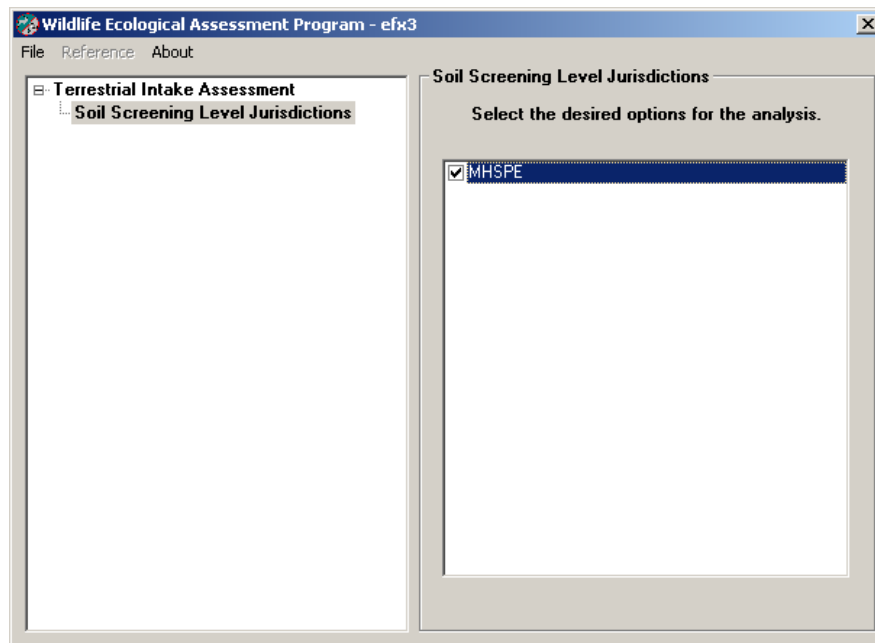 Wildlife Ecological Assessment Program - efx3
File Reference About
Terrestrial Intake Assessment
Soil Screening Level Jurisdictions
Soil Screening Level Jurisdictions
Select the desired options for the analysis.
MHSPE